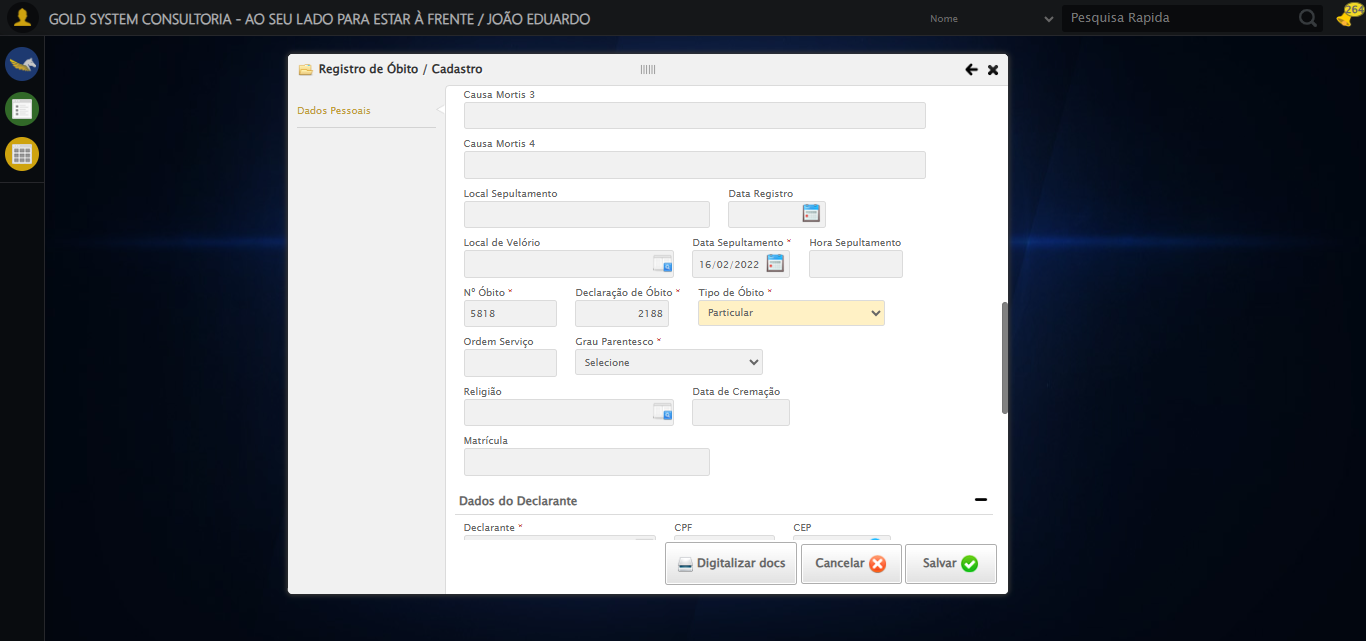 GOLD SYSTEM CONSULTORIA - AO SEU LADO PARA ESTAR À FRENTE / JOÃO EDUARDO
Nome
Pesquisa Rapida
264
Registro de Óbito / Cadastro
Dados Pessoais
Causa Mortis 3
Causa Mortis 4
Local Sepultamento
Data Registro
Local de Velório
Data Sepultamento *
Hora Sepultamento
16/02/2022
Nº Óbito *
Declaração de Óbito *
Tipo de Óbito *
5818
2188
Particular
Ordem Serviço
Grau Parentesco *
Selecione
Religião
Data de Cremação
Matrícula
Dados do Declarante
Declarante *
CPF
CEP
Digitalizar docs
Cancelar
Salvar